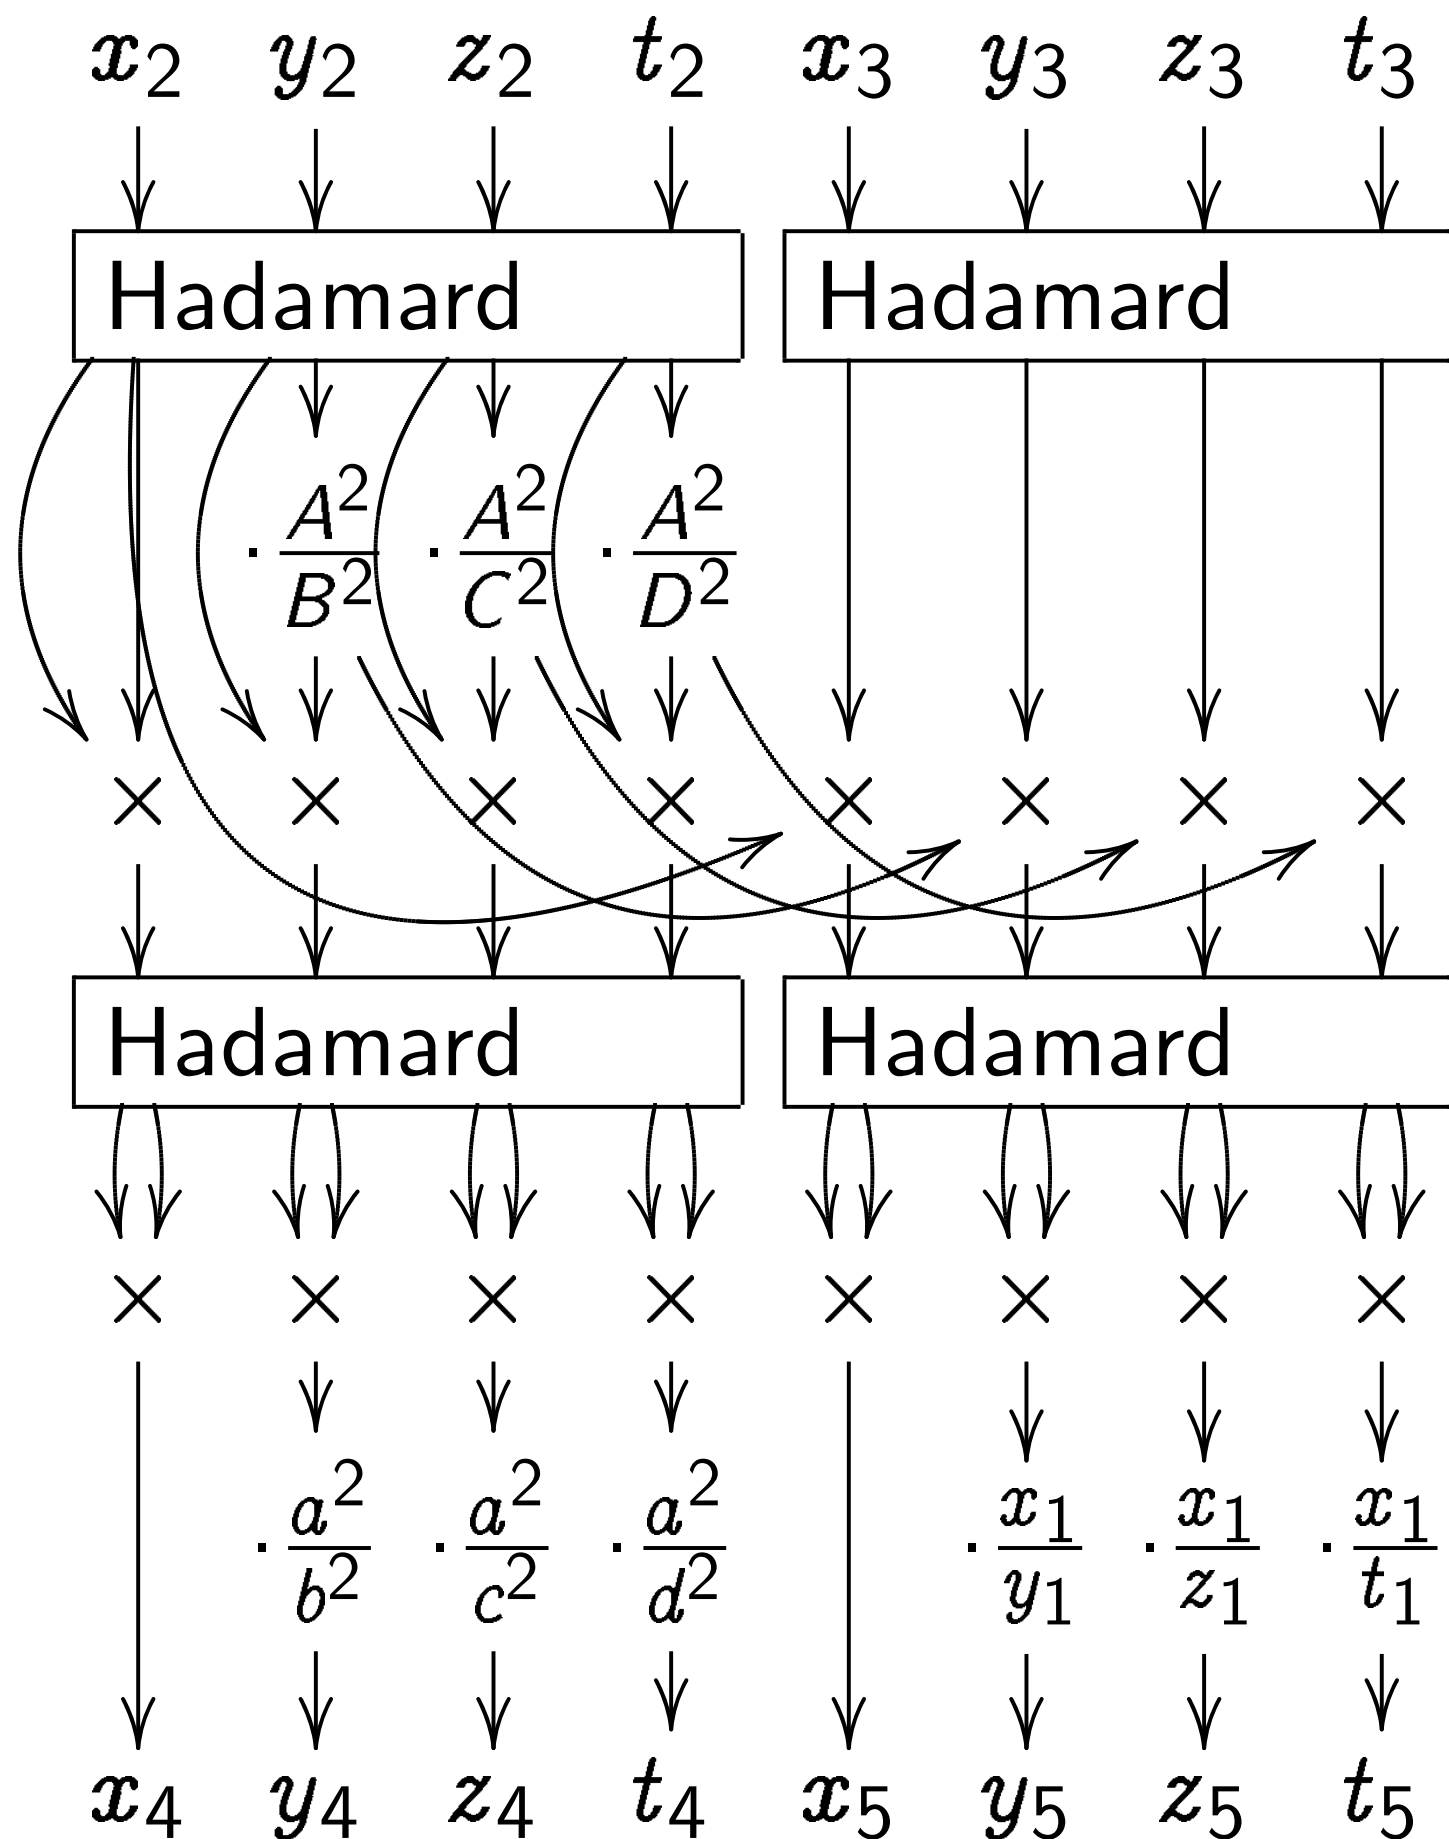 x₂ y₂ z₂ t₂ x₃ y₃ z₃ t₃
Hadamard Hadamard
· A²/B² · A²/C² · A²/D²
× × × × × × × ×
Hadamard Hadamard
× × × × × × × ×
· a²/b² · a²/c² · a²/d² · x₁/y₁ · x₁/z₁ · x₁/t₁
x₄ y₄ z₄ t₄ x₅ y₅ z₅ t₅